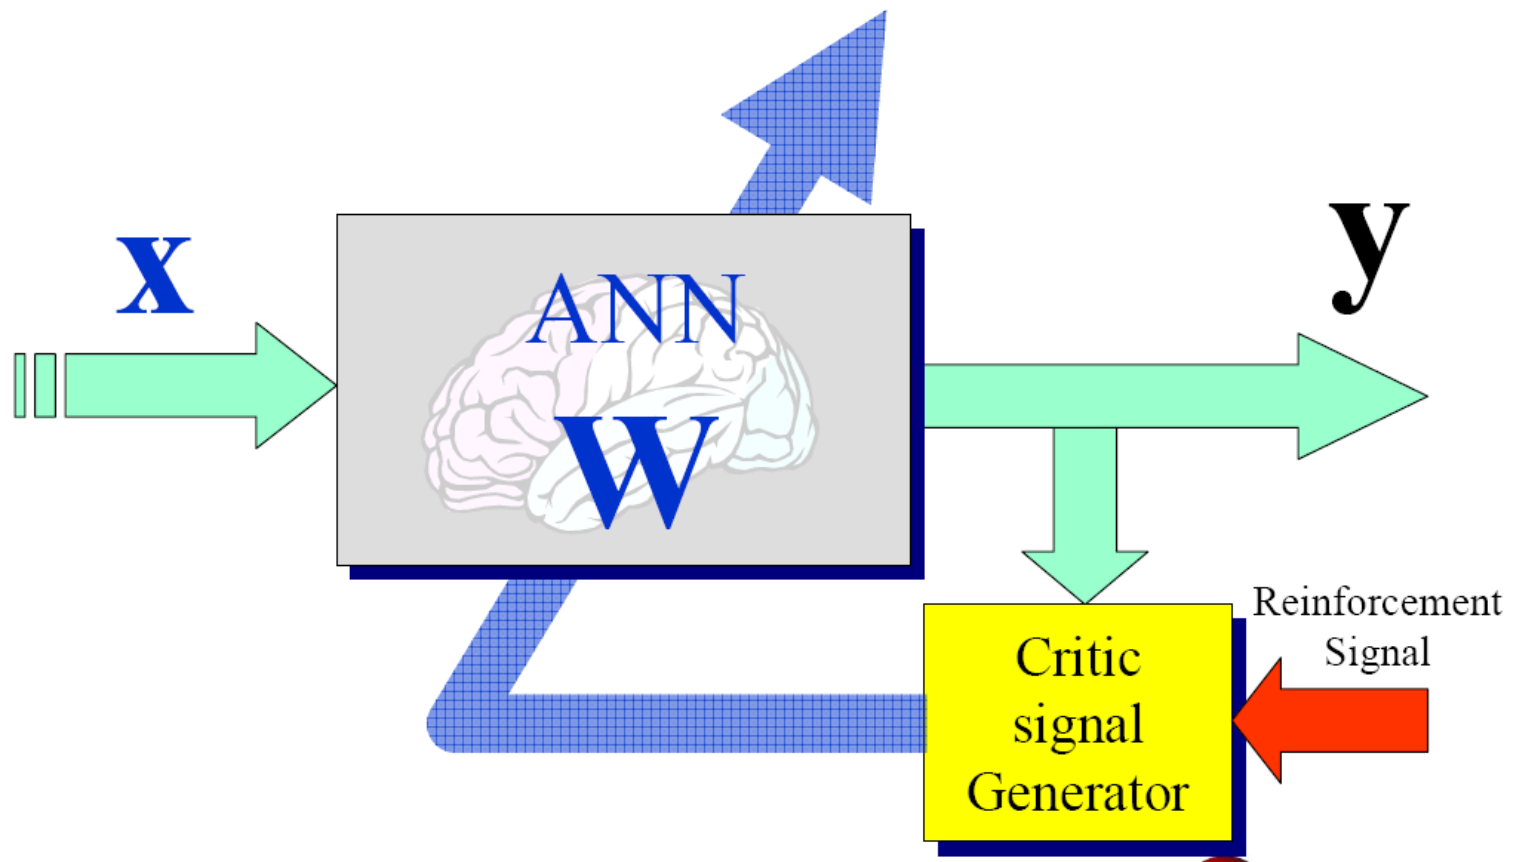 x
ANN
W
y
Reinforcement
Signal
Critic
signal
Generator